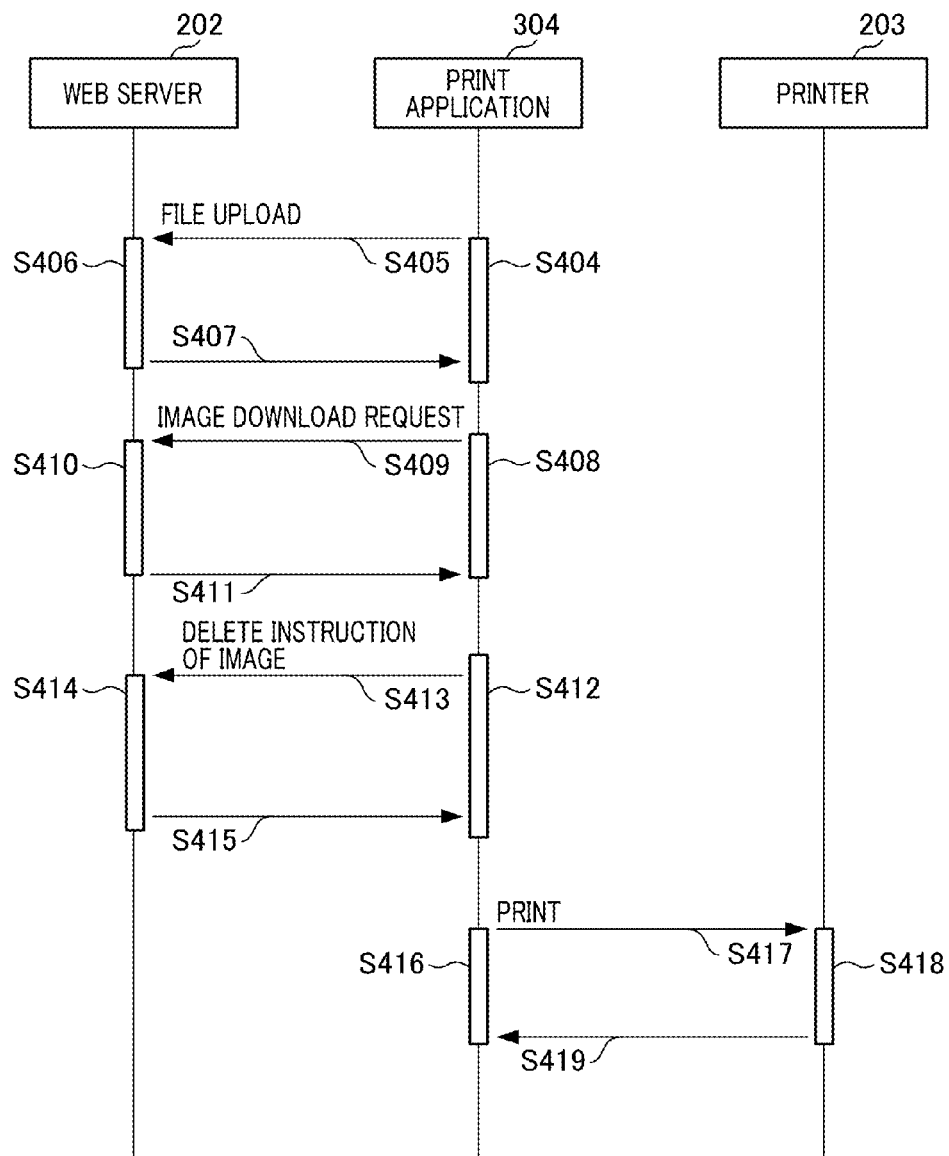 202
304
203
WEB SERVER
PRINT
APPLICATION
PRINTER
FILE UPLOAD
S406
S405
S404
S407
IMAGE DOWNLOAD REQUEST
S410
S409
S408
S411
DELETE INSTRUCTION
OF IMAGE
S414
S413
S412
S415
PRINT
S416
S417
S418
S419